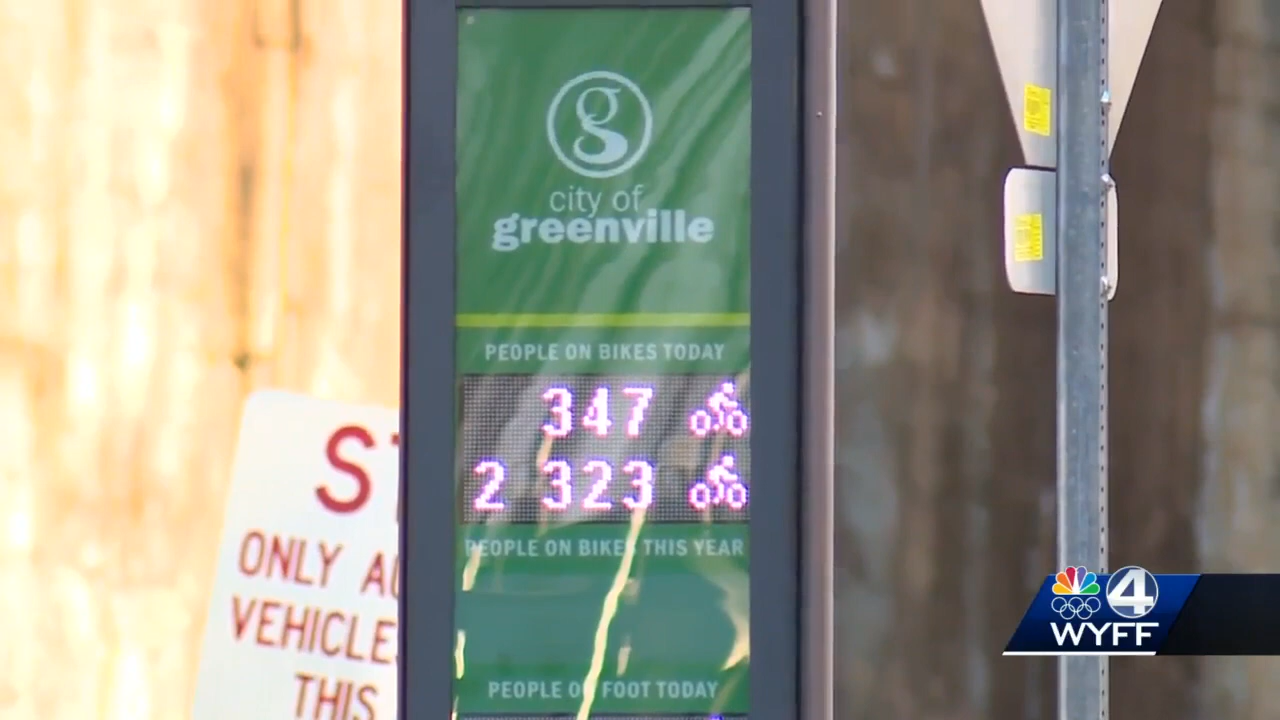 g
city of
greenville
PEOPLE ON BIKES TODAY
347
2 323
PEOPLE ON BIKES THIS YEAR
PEOPLE ON FOOT TODAY
ONLY
VEHICLE
THIS
4
WYFF